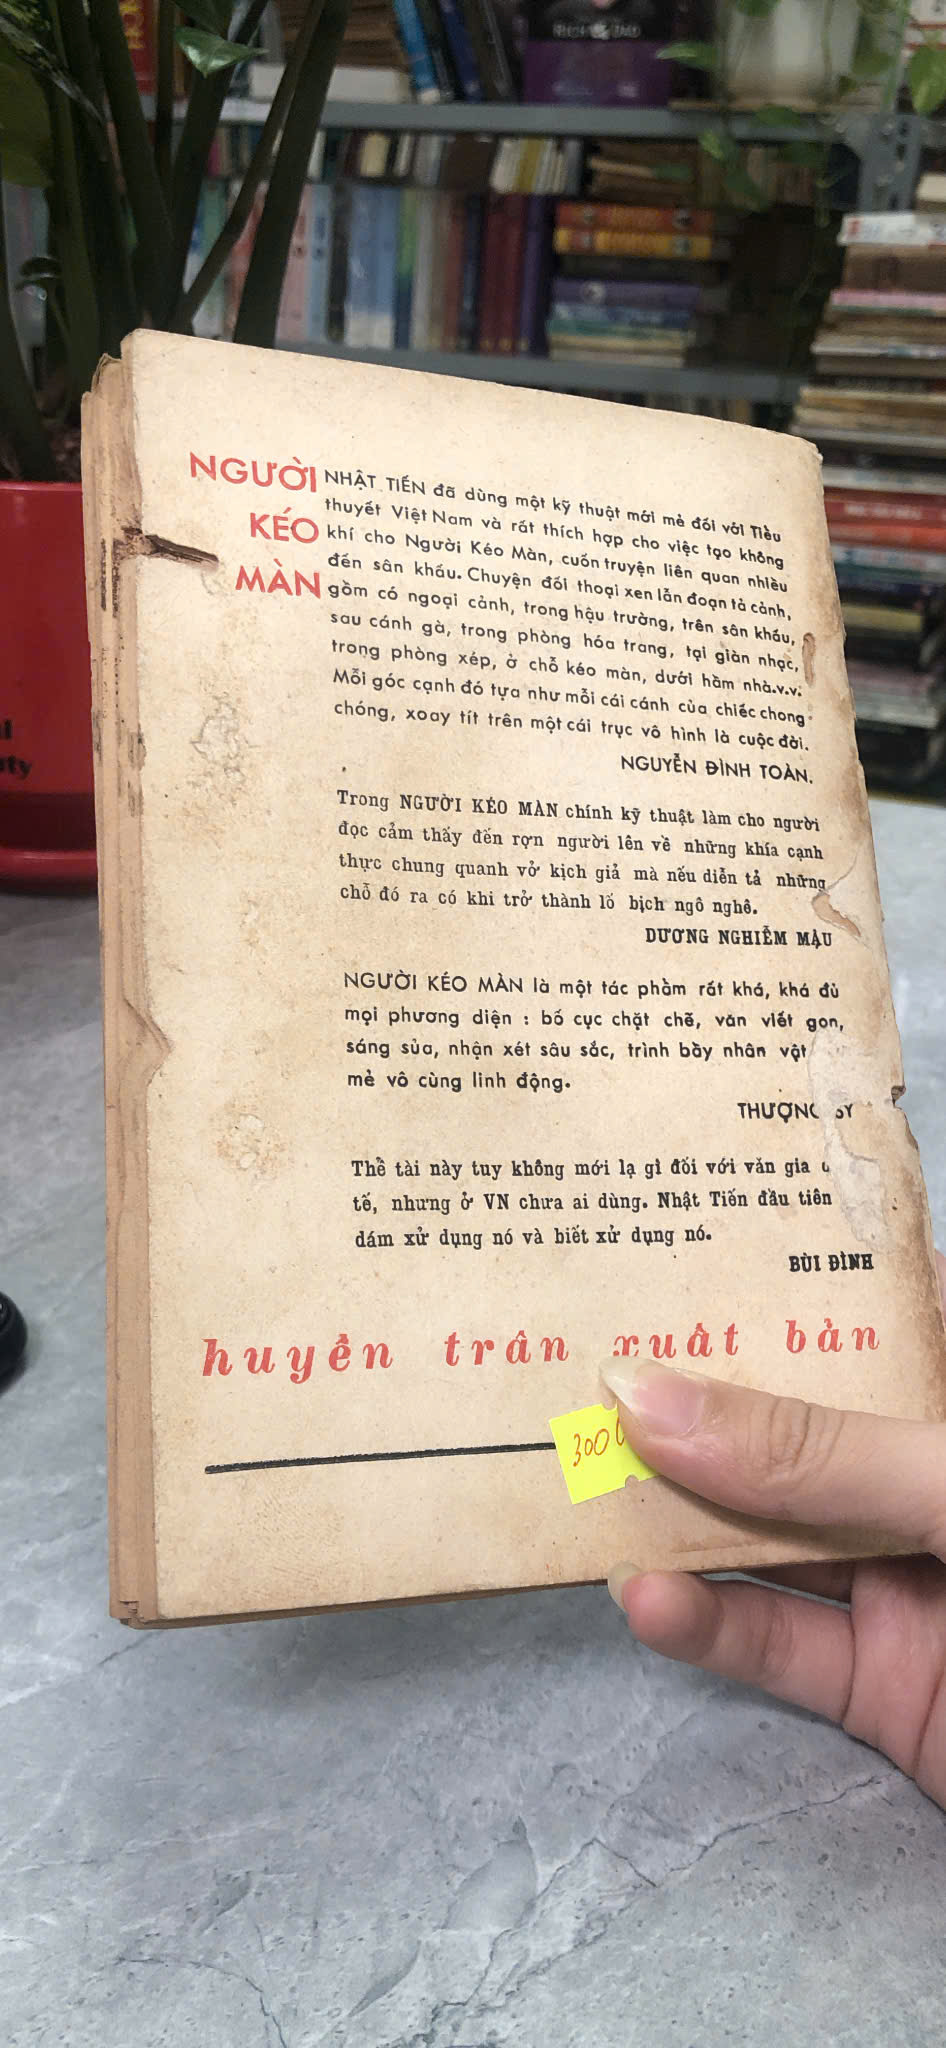 RICH DAD
NGƯỜI
KÉO
MÀN
NHẬT TIẾN đã dùng một kỹ thuật mới mẻ đối với Tiểu
thuyết Việt Nam và rất thích hợp cho việc tạo không
khí cho Người Kéo Màn, cuốn truyện liên quan nhiều
đến sân khấu. Chuyện đối thoại xen lẫn đoạn tả cảnh,
gồm có ngoại cảnh, trong hậu trường, trên sân khấu,
sau cánh gà, trong phòng hóa trang, tại giàn nhạc,
trong phòng xép, ở chỗ kéo màn, dưới hầm nhà.v.v.
Mỗi góc cạnh đó tựa như mỗi cái cánh của chiếc chong
chóng, xoay tít trên một cái trục vô hình là cuộc đời.
NGUYỄN ĐÌNH TOÀN.
Trong NGƯỜI KÉO MÀN chính kỹ thuật làm cho người
đọc cảm thấy đến rợn người lên về những khía cạnh
thực chung quanh vở kịch giả mà nếu diễn tả những
chỗ đó ra có khi trở thành lố bịch ngô nghê.
DƯƠNG NGHIỄM MẬU
NGƯỜI KÉO MÀN là một tác phẩm rất khá, khá đủ
mọi phương diện : bố cục chặt chẽ, văn viết gọn,
sáng sủa, nhận xét sâu sắc, trình bầy nhân vật
mẻ vô cùng linh động.
THƯỢNG SỸ
Thể tài này tuy không mới lạ gì đối với văn gia
tế, nhưng ở VN chưa ai dùng. Nhật Tiến đầu tiên
dám xử dụng nó và biết xử dụng nó.
BÙI ĐÌNH
huyền trân xuất bản